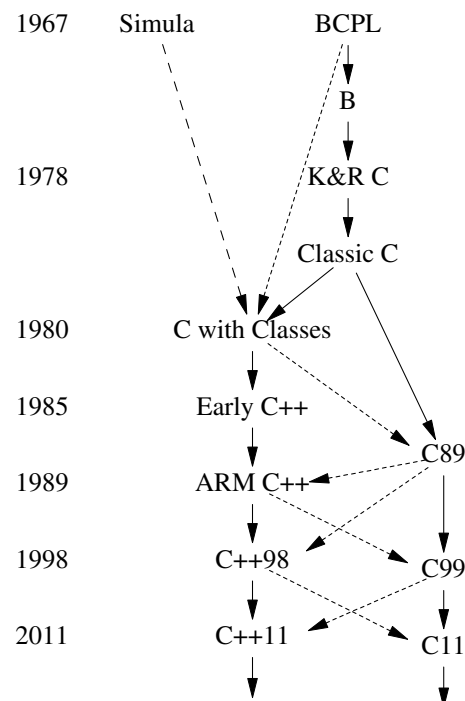 1967 Simula BCPL
B
1978 K&R C
Classic C
1980 C with Classes
1985 Early C++
C89
1989 ARM C++
1998 C++98 C99
2011 C++11 C11